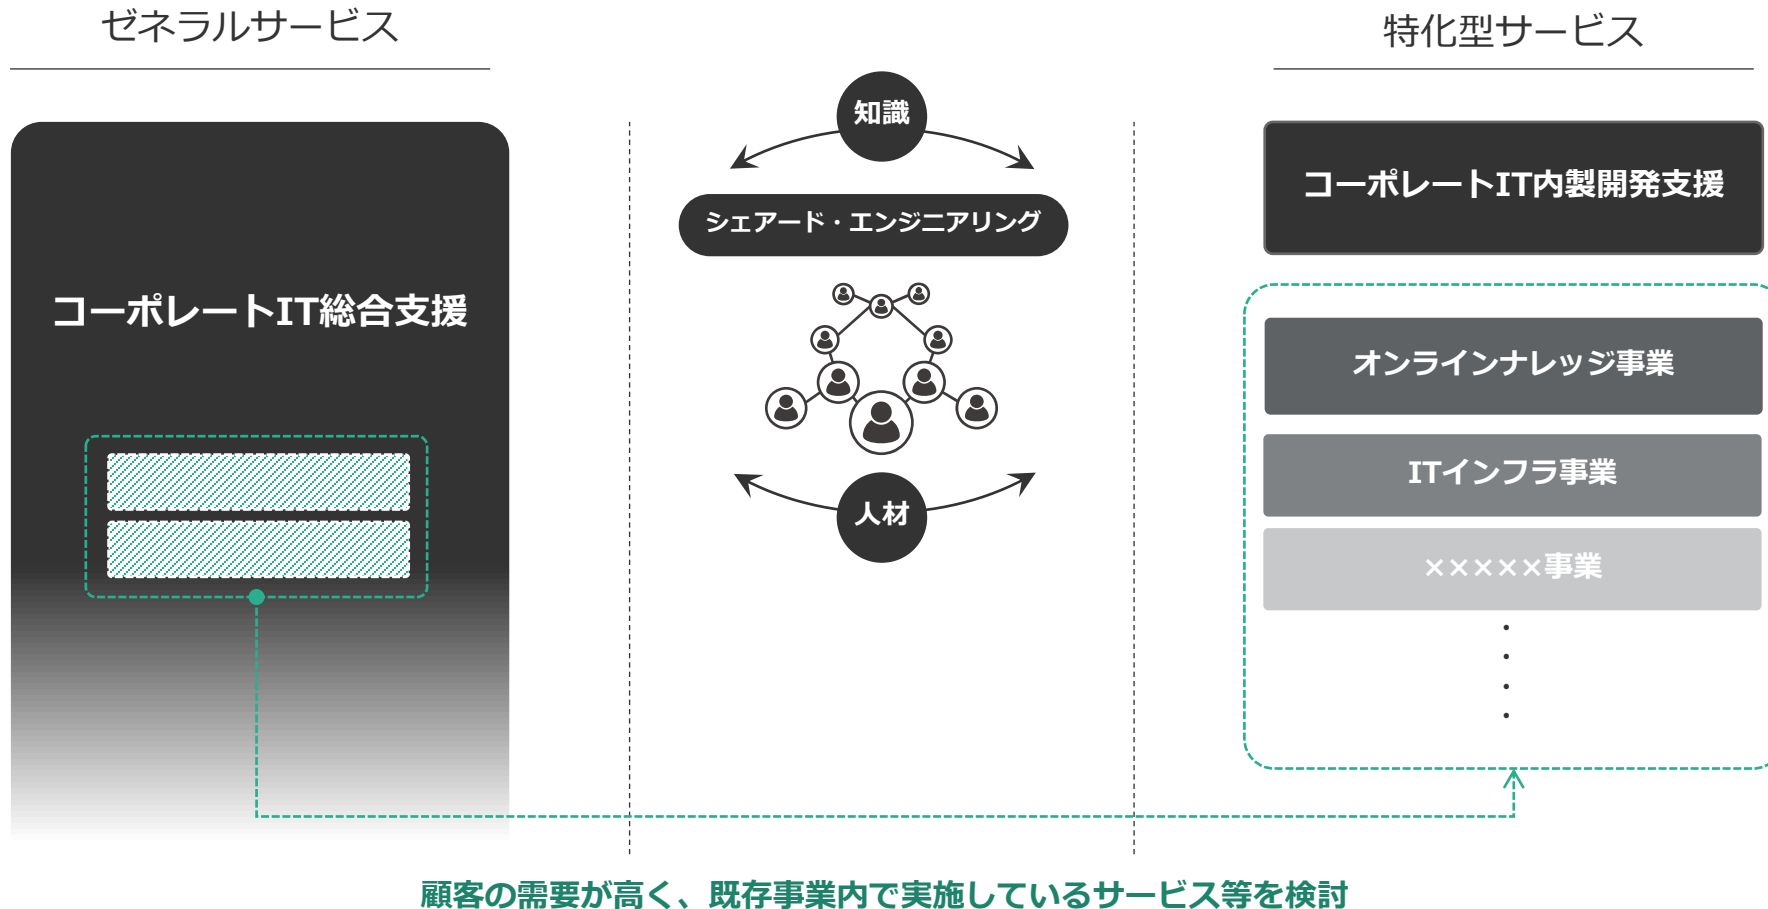 ゼネラルサービス
特化型サービス
知識
シェアード・エンジニアリング
人材
コーポレートIT総合支援
コーポレートIT内製開発支援
オンラインナレッジ事業
ITインフラ事業
×××××事業
顧客の需要が高く、既存事業内で実施しているサービス等を検討